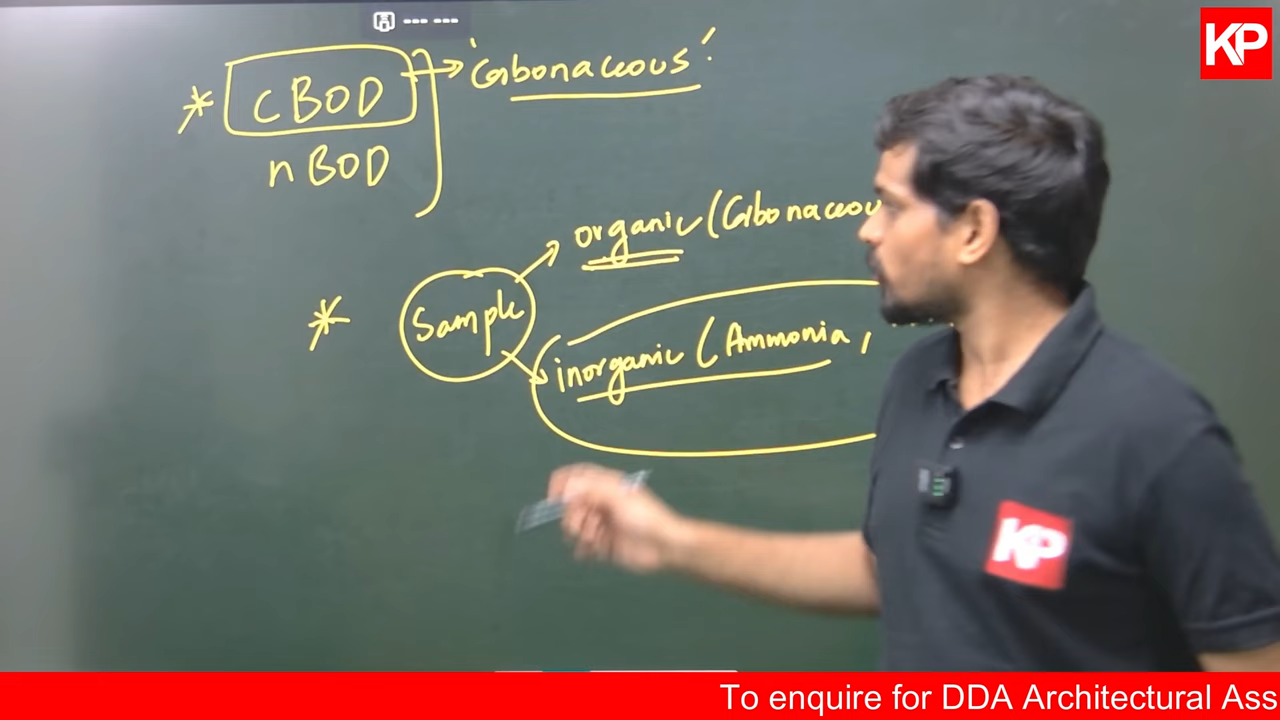 KP
* CBOD → 'Carbonaceous'
nBOD
organic (Carbonaceou
* Sample
inorganic (Ammonia,
KP
To enquire for DDA Architectural Ass